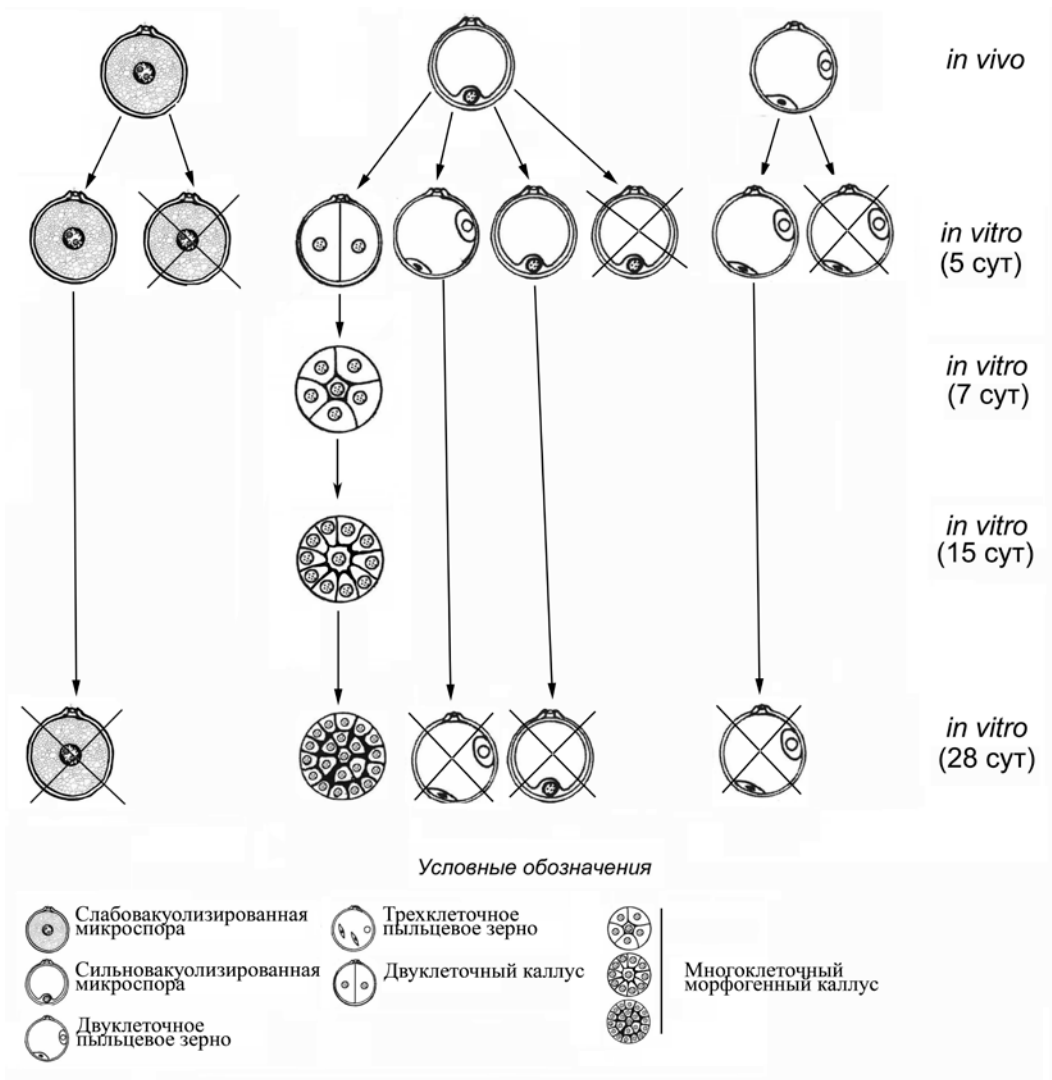 in vivo
in vitro
(5 сут)
in vitro
(7 сут)
in vitro
(15 сут)
in vitro
(28 сут)
Условные обозначения
Слабовакуолизированная
микроспора
Сильновакуолизированная
микроспора
Двуклеточное
пыльцевое зерно
Трехклеточное
пыльцевое зерно
Двуклеточный каллус
Многоклеточный
морфогенный каллус